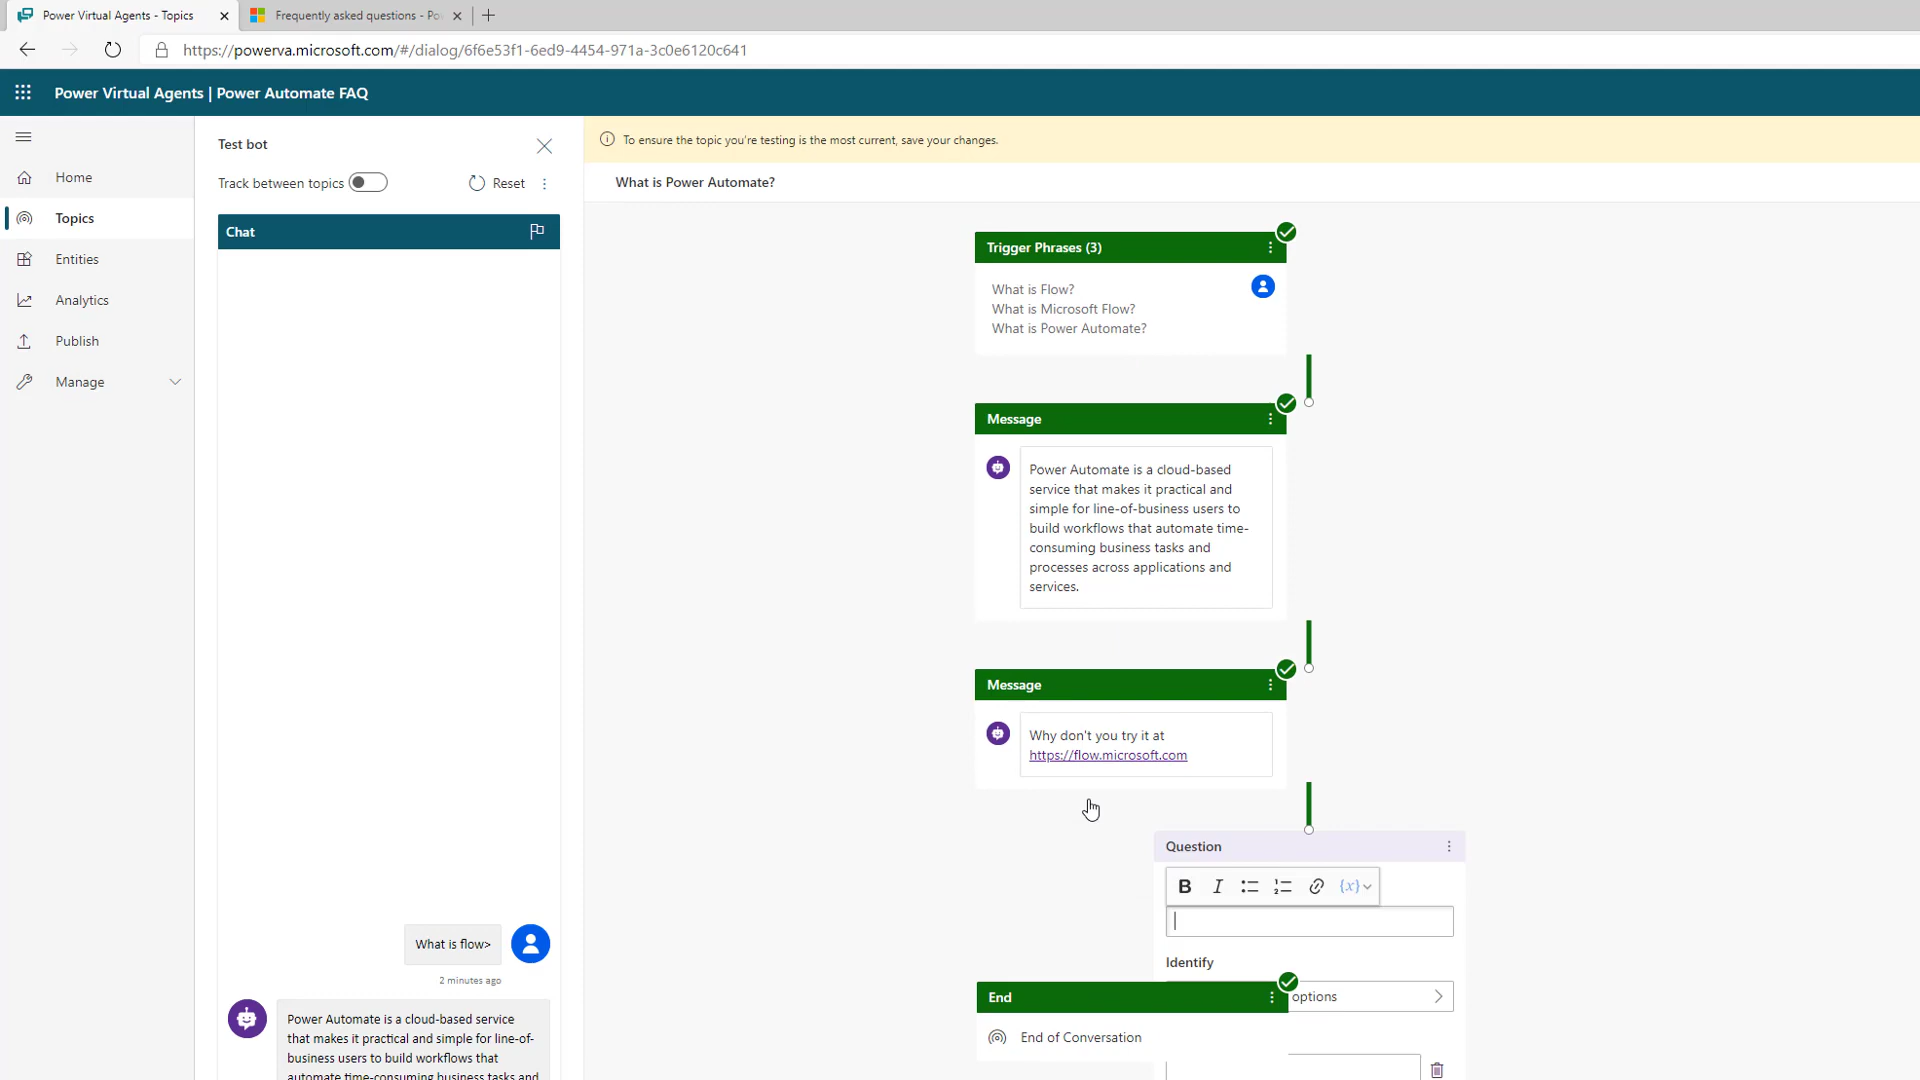 Power Virtual Agents - Topics
Frequently asked questions - Po
https://powerva.microsoft.com/#/dialog/6f6e53f1-6ed9-4454-971a-3c0e6120c641
Power Virtual Agents | Power Automate FAQ
Home
Topics
Entities
Analytics
Publish
Manage
Test bot
Track between topics
Reset
Chat
What is flow>
2 minutes ago
Power Automate is a cloud-based
service that makes it practical and
simple for line-of-
business users to build workflows that
automate time-consuming business tasks and
To ensure the topic you're testing is the most current, save your changes.
What is Power Automate?
Trigger Phrases (3)
What is Flow?
What is Microsoft Flow?
What is Power Automate?
Message
Power Automate is a cloud-based
service that makes it practical and
simple for line-of-business users to
build workflows that automate time-
consuming business tasks and
processes across applications and
services.
Message
Why don't you try it at
https://flow.microsoft.com
Question
B I {x}
Identify
options
End
End of Conversation